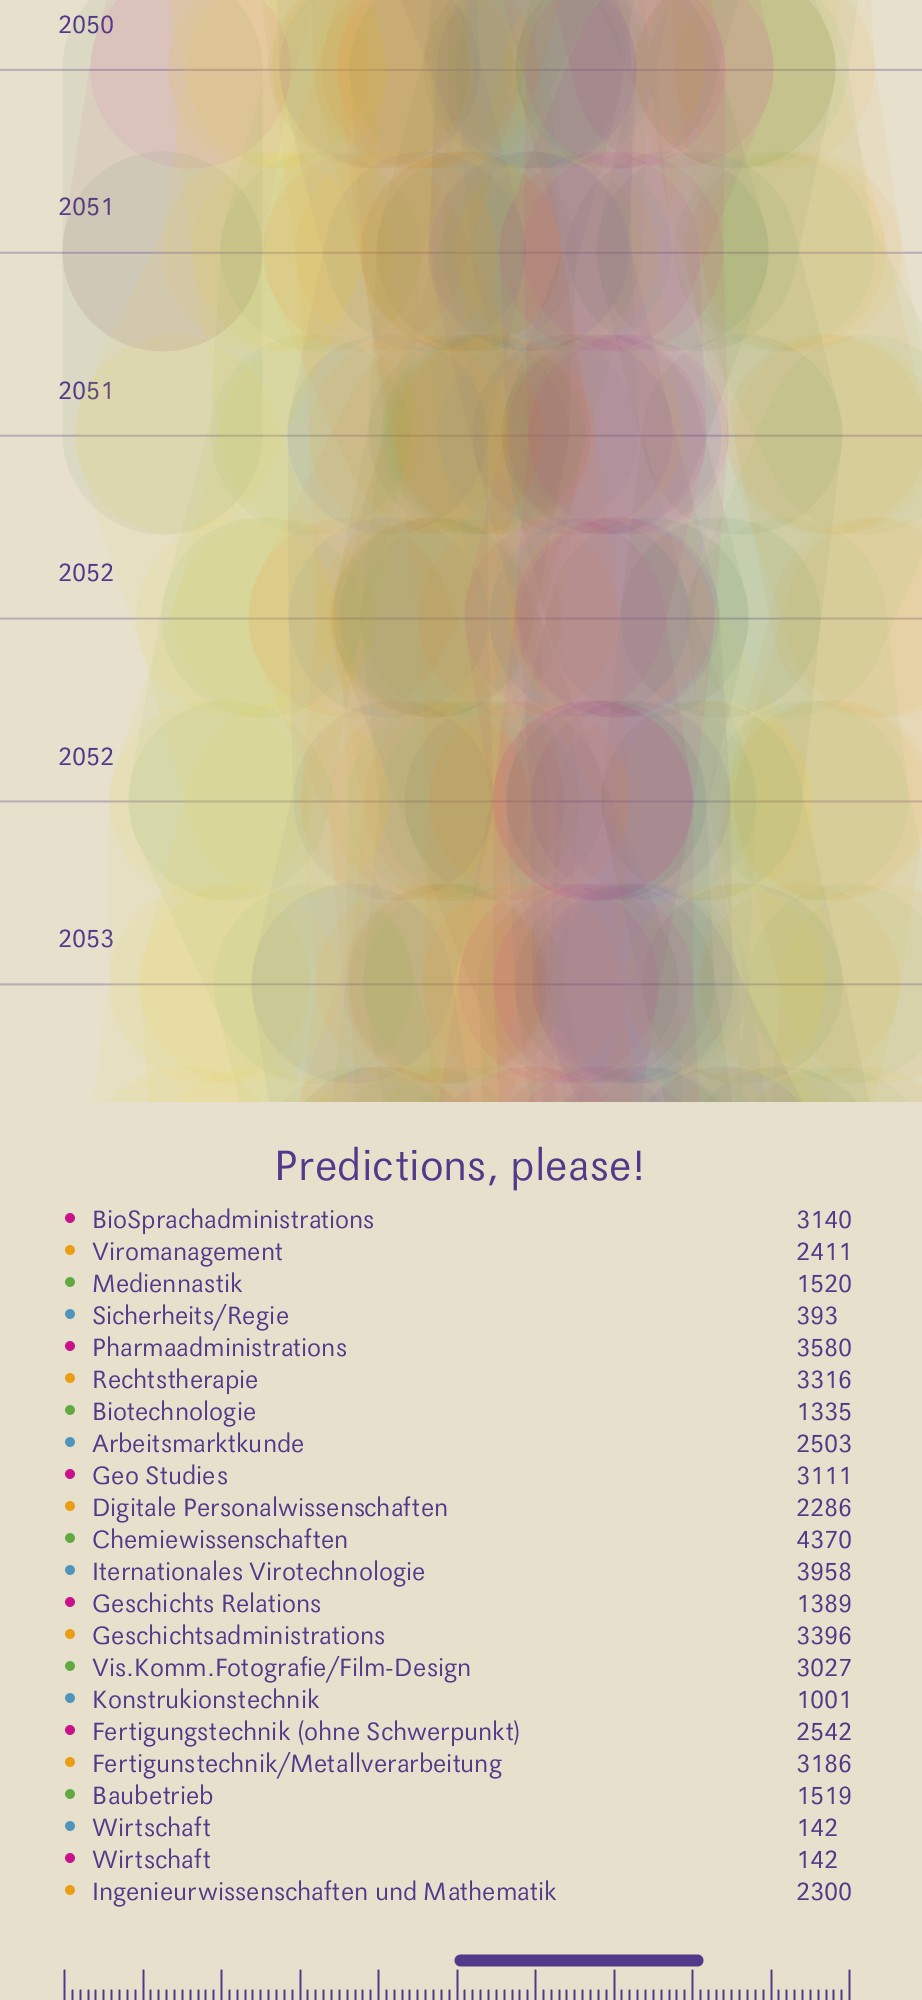 2050
2051
2051
2052
2052
2053
Predictions, please!
BioSprachadministrations 3140
Viromanagement 2411
Mediennastik 1520
Sicherheits/Regie 393
Pharmaadministrations 3580
Rechtstherapie 3316
Biotechnologie 1335
Arbeitsmarktkunde 2503
Geo Studies 3111
Digitale Personalwissenschaften 2286
Chemiewissenschaften 4370
Iternationales Virotechnologie 3958
Geschichts Relations 1389
Geschichtsadministrations 3396
Vis.Komm.Fotografie/Film-Design 3027
Konstrukionstechnik 1001
Fertigungstechnik (ohne Schwerpunkt) 2542
Fertigunstechnik/Metallverarbeitung 3186
Baubetrieb 1519
Wirtschaft 142
Wirtschaft 142
Ingenieurwissenschaften und Mathematik 2300